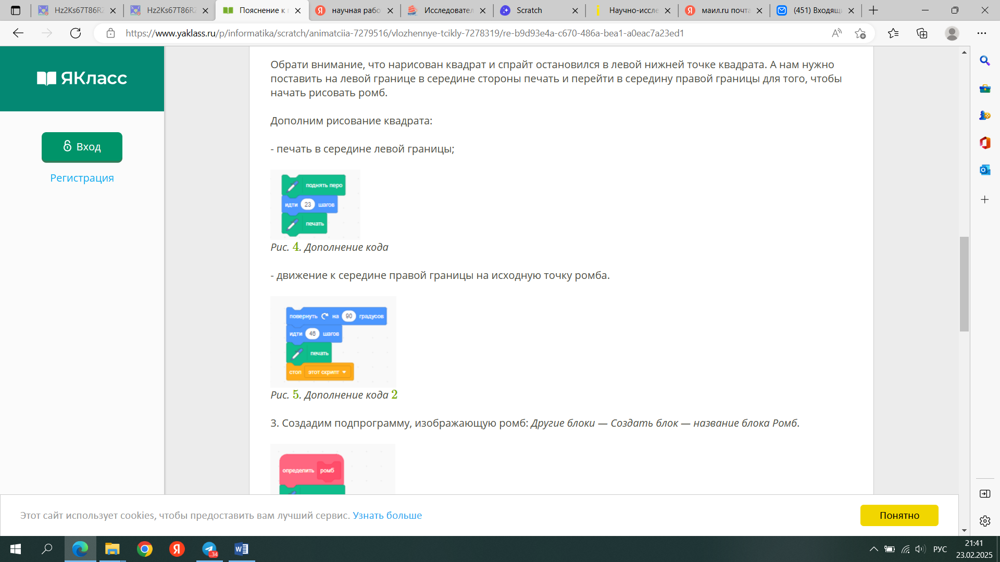 Hz2Ks67T86RZ
Hz2Ks67T86RZ
Пояснение к
научная рабо
Исследовател
Scratch
Научно-иссле
маил.ru почта
(451) Входящи
https://www.yaklass.ru/p/informatika/scratch/animatciia-7279516/vlozhennye-tcikly-7278319/re-b9d93e4a-c670-486a-bea1-a0eac7a23ed1
ЯКласс
Вход
Регистрация
Обрати внимание, что нарисован квадрат и спрайт остановился в левой нижней точке квадрата. А нам нужно
поставить на левой границе в середине стороны печать и перейти в середину правой границы для того, чтобы
начать рисовать ромб.
Дополним рисование квадрата:
- печать в середине левой границы;
поднять перо
идти 23 шагов
печать
Рис. 4. Дополнение кода
- движение к середине правой границы на исходную точку ромба.
повернуть на 90 градусов
идти 46 шагов
печать
стоп этот скрипт
Рис. 5. Дополнение кода 2
3. Создадим подпрограмму, изображающую ромб: Другие блоки — Создать блок — название блока Ромб.
определить ромб
Этот сайт использует cookies, чтобы предоставить вам лучший сервис. Узнать больше
Понятно
..34
РУС
21:41
23.02.2025